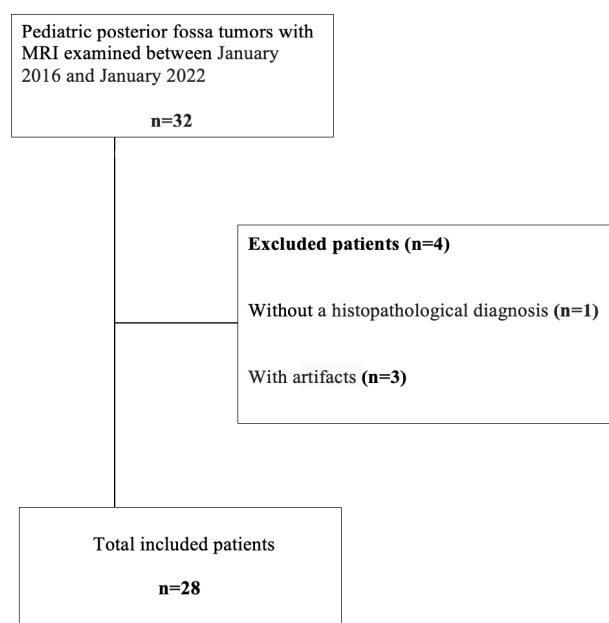 Pediatric posterior fossa tumors with
MRI examined between January
2016 and January 2022
n=32
Excluded patients (n=4)
Without a histopathological diagnosis (n=1)
With artifacts (n=3)
Total included patients
n=28